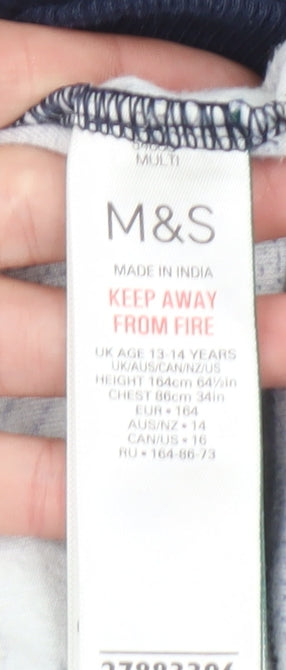 MULTI
M&S
MADE IN INDIA
KEEP AWAY
FROM FIRE
UK AGE 13-14 YEARS
UK/AUS/CAN/NZ/US
HEIGHT 164cm 64½in
CHEST 86cm 34in
EUR • 164
AUS/NZ • 14
CAN/US • 16
RU • 164-86-73